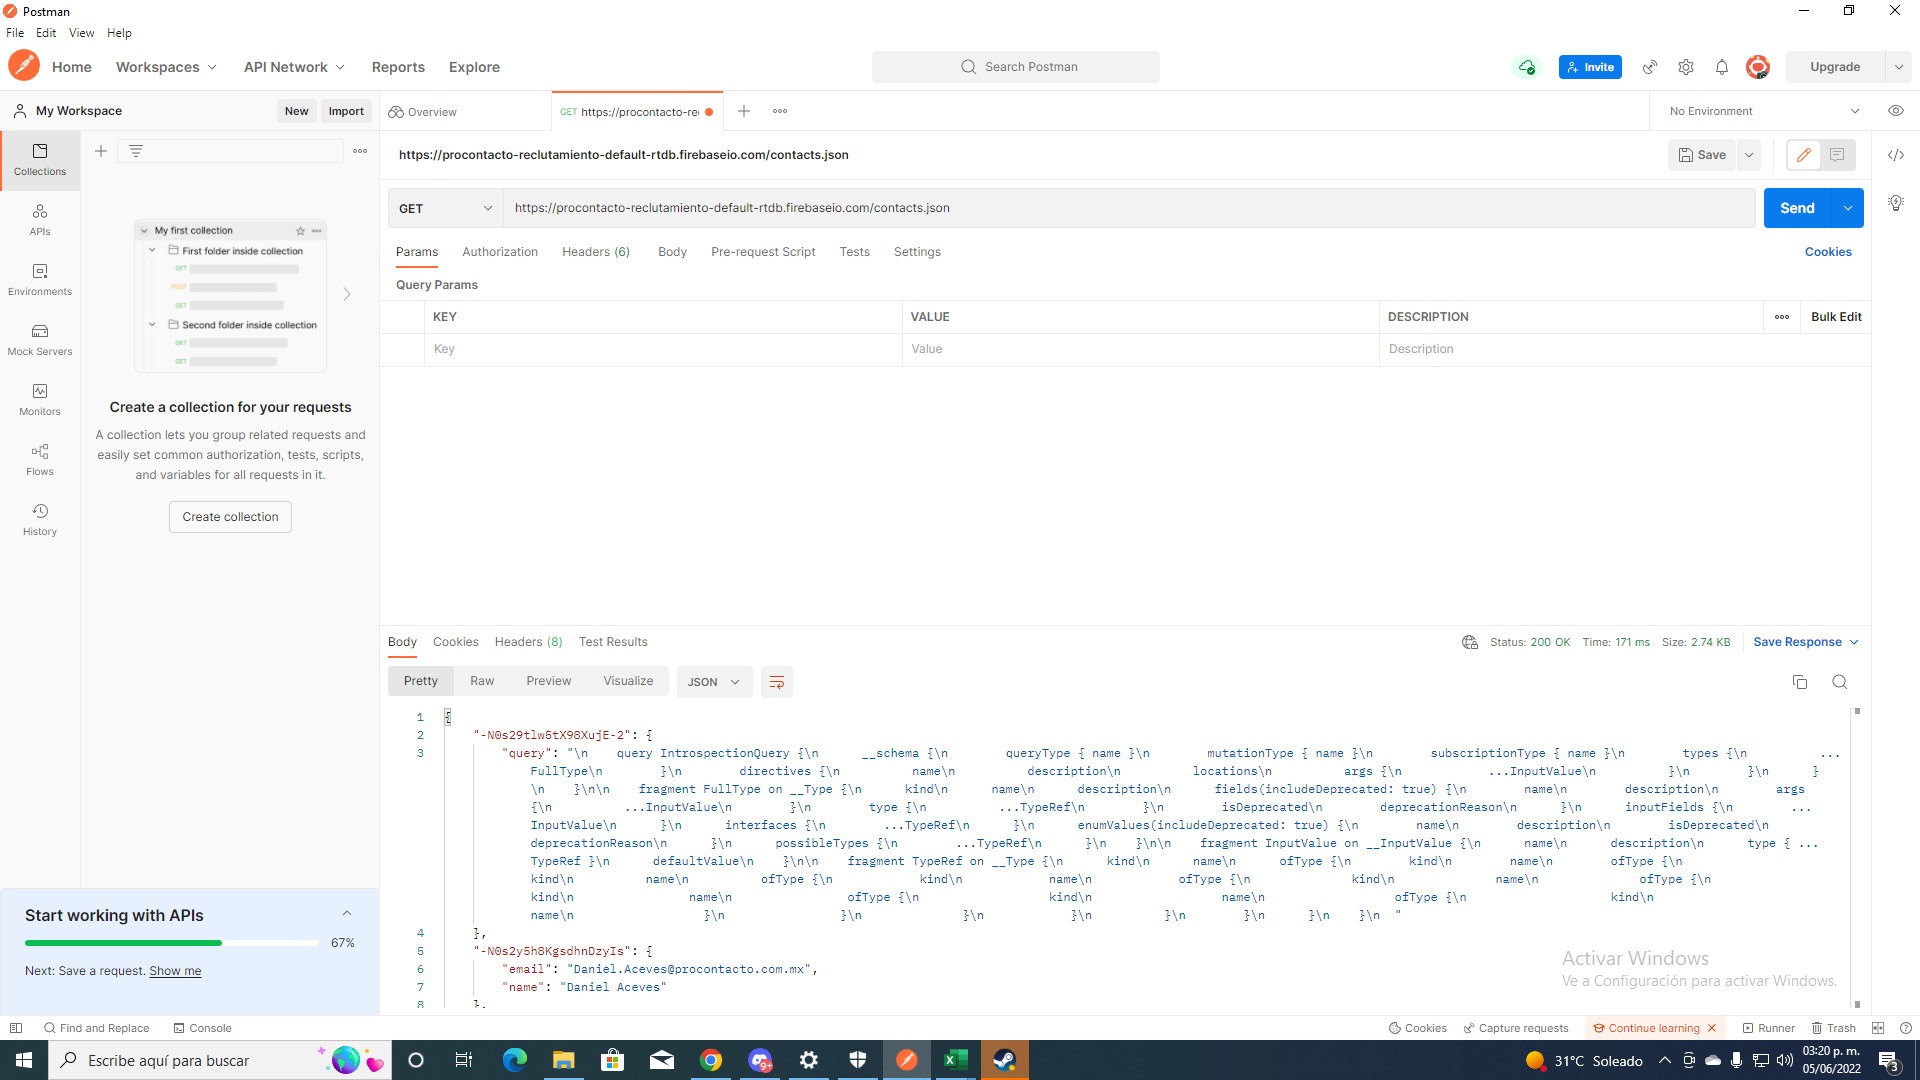 Postman
File Edit View Help
Home Workspaces API Network Reports Explore
Search Postman
Invite
Upgrade
My Workspace
New Import
Overview
GET https://procontacto-re
No Environment
Collections
APIs
Environments
Mock Servers
Monitors
Flows
History
My first collection
First folder inside collection
GET
POST
GET
Second folder inside collection
GET
GET
Create a collection for your requests
A collection lets you group related requests and
easily set common authorization, tests, scripts,
and variables for all requests in it.
Create collection
https://procontacto-reclutamiento-default-rtdb.firebaseio.com/contacts.json
Save
GET
https://procontacto-reclutamiento-default-rtdb.firebaseio.com/contacts.json
Send
Params Authorization Headers (6) Body Pre-request Script Tests Settings
Cookies
Query Params
KEY VALUE DESCRIPTION Bulk Edit
Key Value Description
Body Cookies Headers (8) Test Results
Status: 200 OK Time: 171 ms Size: 2.74 KB Save Response
Pretty Raw Preview Visualize JSON
1 {
2 "-N0s29tlw5tX98XujE-2": {
3 "query": "\n query IntrospectionQuery {\n __schema {\n queryType { name }\n mutationType { name }\n subscriptionType { name }\n types {\n ...
FullType\n }\n directives {\n name\n description\n locations\n args {\n ...InputValue\n }\n }\n }
\n }\n\n fragment FullType on __Type {\n kind\n name\n description\n fields(includeDeprecated: true) {\n name\n description\n args
{\n ...InputValue\n }\n type {\n ...TypeRef\n }\n isDeprecated\n deprecationReason\n }\n inputFields {\n ...
InputValue\n }\n interfaces {\n ...TypeRef\n }\n enumValues(includeDeprecated: true) {\n name\n description\n isDeprecated\n
deprecationReason\n }\n possibleTypes {\n ...TypeRef\n }\n }\n\n fragment InputValue on __InputValue {\n name\n description\n type { ...
TypeRef }\n defaultValue\n }\n\n fragment TypeRef on __Type {\n kind\n name\n ofType {\n kind\n name\n ofType {\n
kind\n name\n ofType {\n kind\n name\n ofType {\n kind\n name\n ofType {\n
kind\n name\n ofType {\n kind\n name\n ofType {\n kind\n
name\n }\n }\n }\n }\n }\n }\n }\n }\n "
4 },
5 "-N0s2y5h8KgsdhnDzyIs": {
6 "email": "Daniel.Aceves@procontacto.com.mx",
7 "name": "Daniel Aceves"
8 },
Start working with APIs
67%
Next: Save a request. Show me
Activar Windows
Ve a Configuración para activar Windows.
Find and Replace Console
Cookies Capture requests Continue learning Runner Trash
Escribe aquí para buscar
9+
31°C Soleado
03:20 p. m.
05/06/2022
3